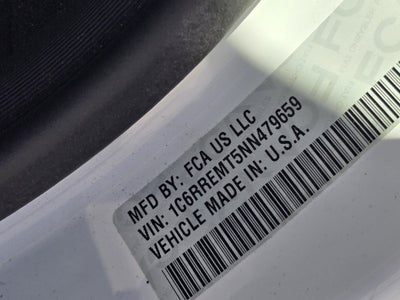 MFD BY: FCA US LLC
VIN: 1C6RREMT5NN479659
VEHICLE MADE IN: U.S.A.